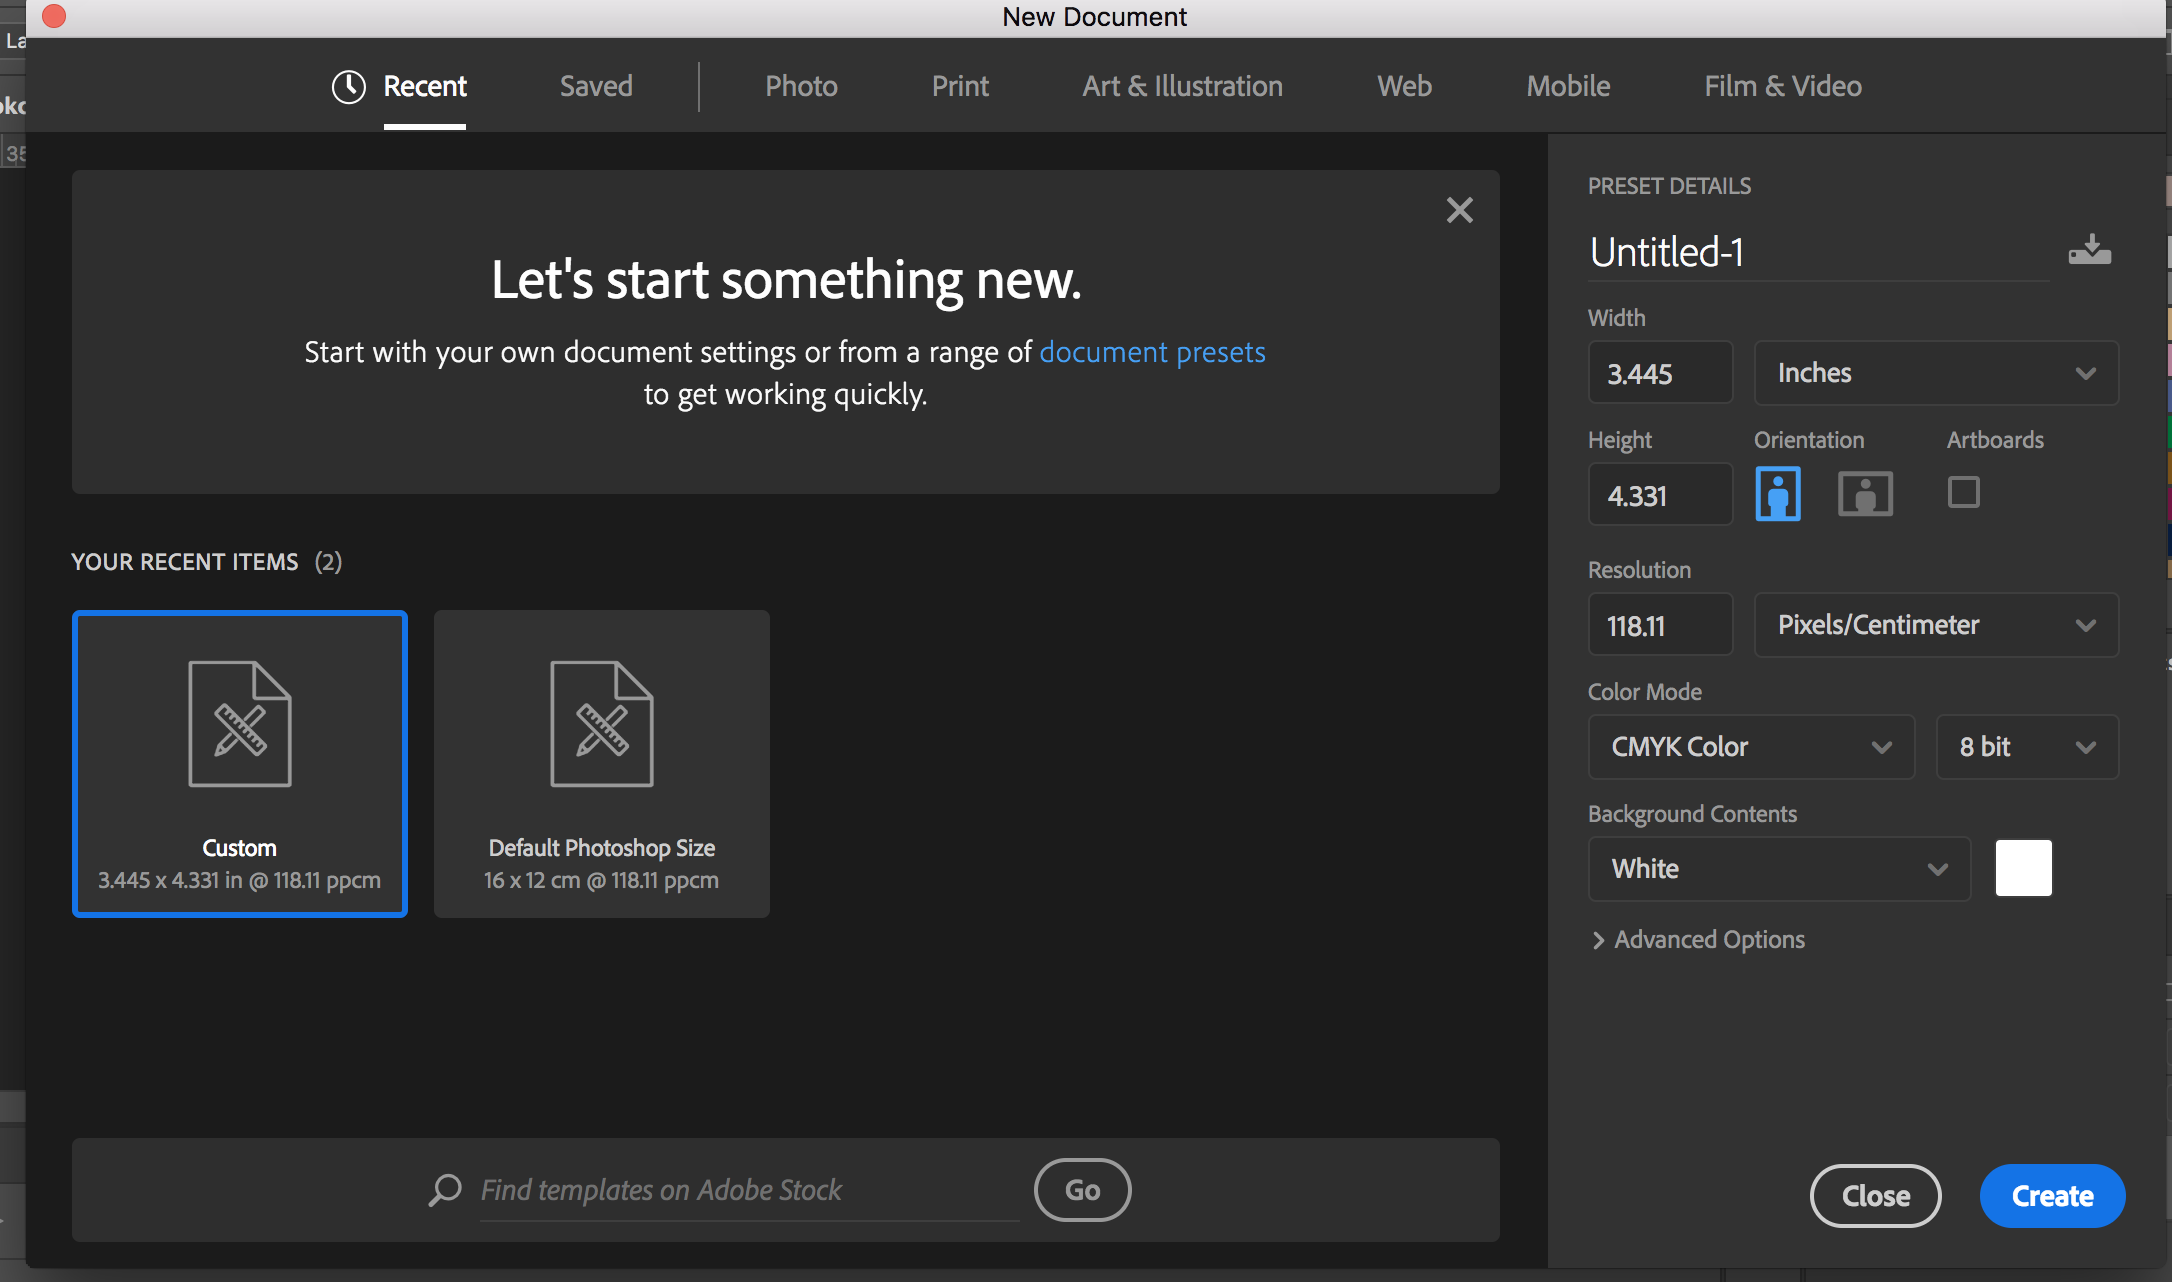 New Document
Recent
Saved
Photo
Print
Art & Illustration
Web
Mobile
Film & Video
La
35
Let's start something new.
Start with your own document settings or from a range of document presets
to get working quickly.
YOUR RECENT ITEMS (2)
Custom
3.445 x 4.331 in @ 118.11 ppcm
Default Photoshop Size
16 x 12 cm @ 118.11 ppcm
Find templates on Adobe Stock
Go
PRESET DETAILS
Untitled-1
Width
3.445
Inches
Height
Orientation
Artboards
4.331
Resolution
118.11
Pixels/Centimeter
Color Mode
CMYK Color
8 bit
Background Contents
White
Advanced Options
Close
Create